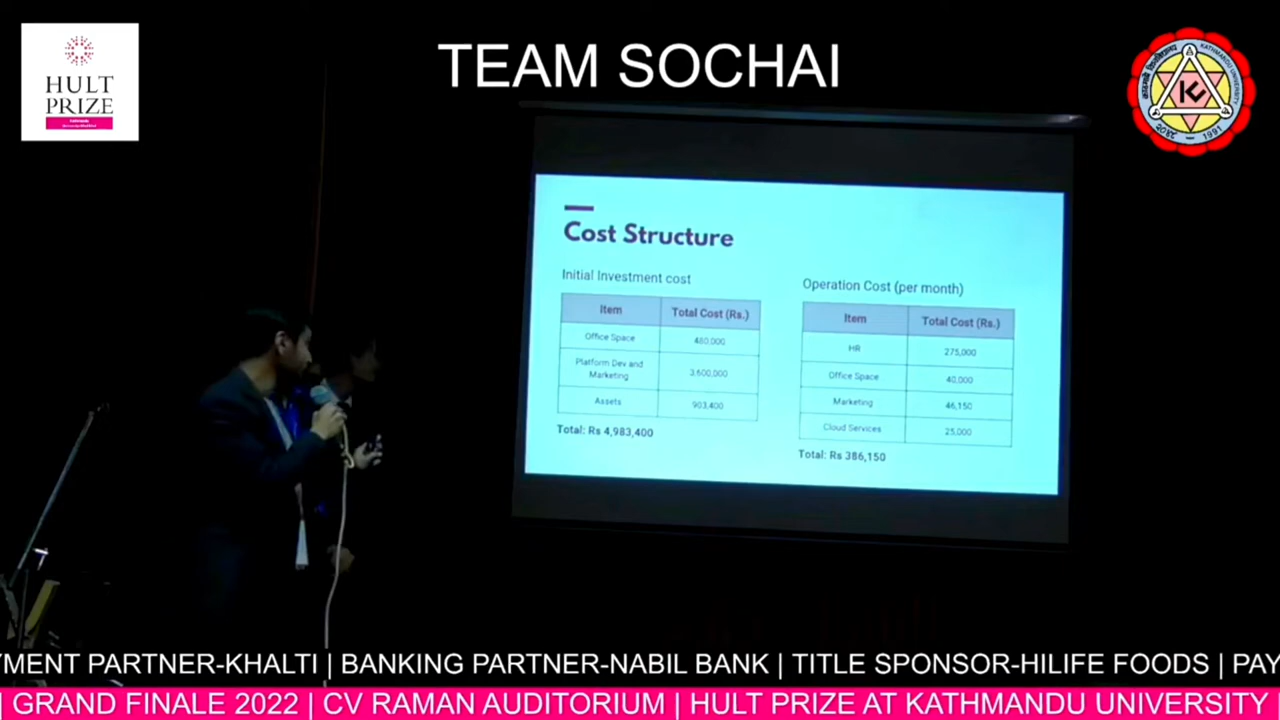 HULT
PRIZE
TEAM SOCHAI
KATHMANDU UNIVERSITY
1991
Cost Structure
Initial Investment cost
Item Total Cost (Rs.)
Office Space 480,000
Platform Dev and
Marketing 3,600,000
Assets 903,400
Total: Rs 4,983,400
Operation Cost (per month)
Item Total Cost (Rs.)
HR 275,000
Office Space 40,000
Marketing 46,150
Cloud Services 25,000
Total: Rs 386,150
YMENT PARTNER-KHALTI | BANKING PARTNER-NABIL BANK | TITLE SPONSOR-HILIFE FOODS | PAY
| GRAND FINALE 2022 | CV RAMAN AUDITORIUM | HULT PRIZE AT KATHMANDU UNIVERSITY |